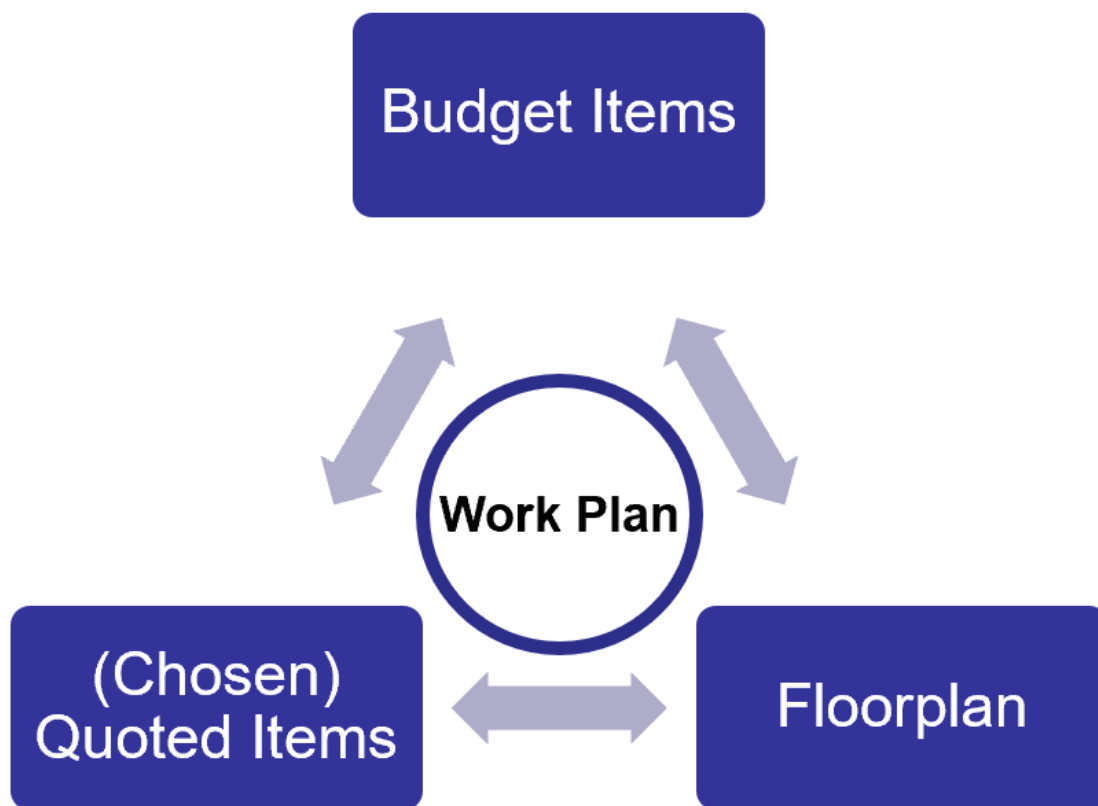 Budget Items
Work Plan
(Chosen)
Quoted Items
Floorplan